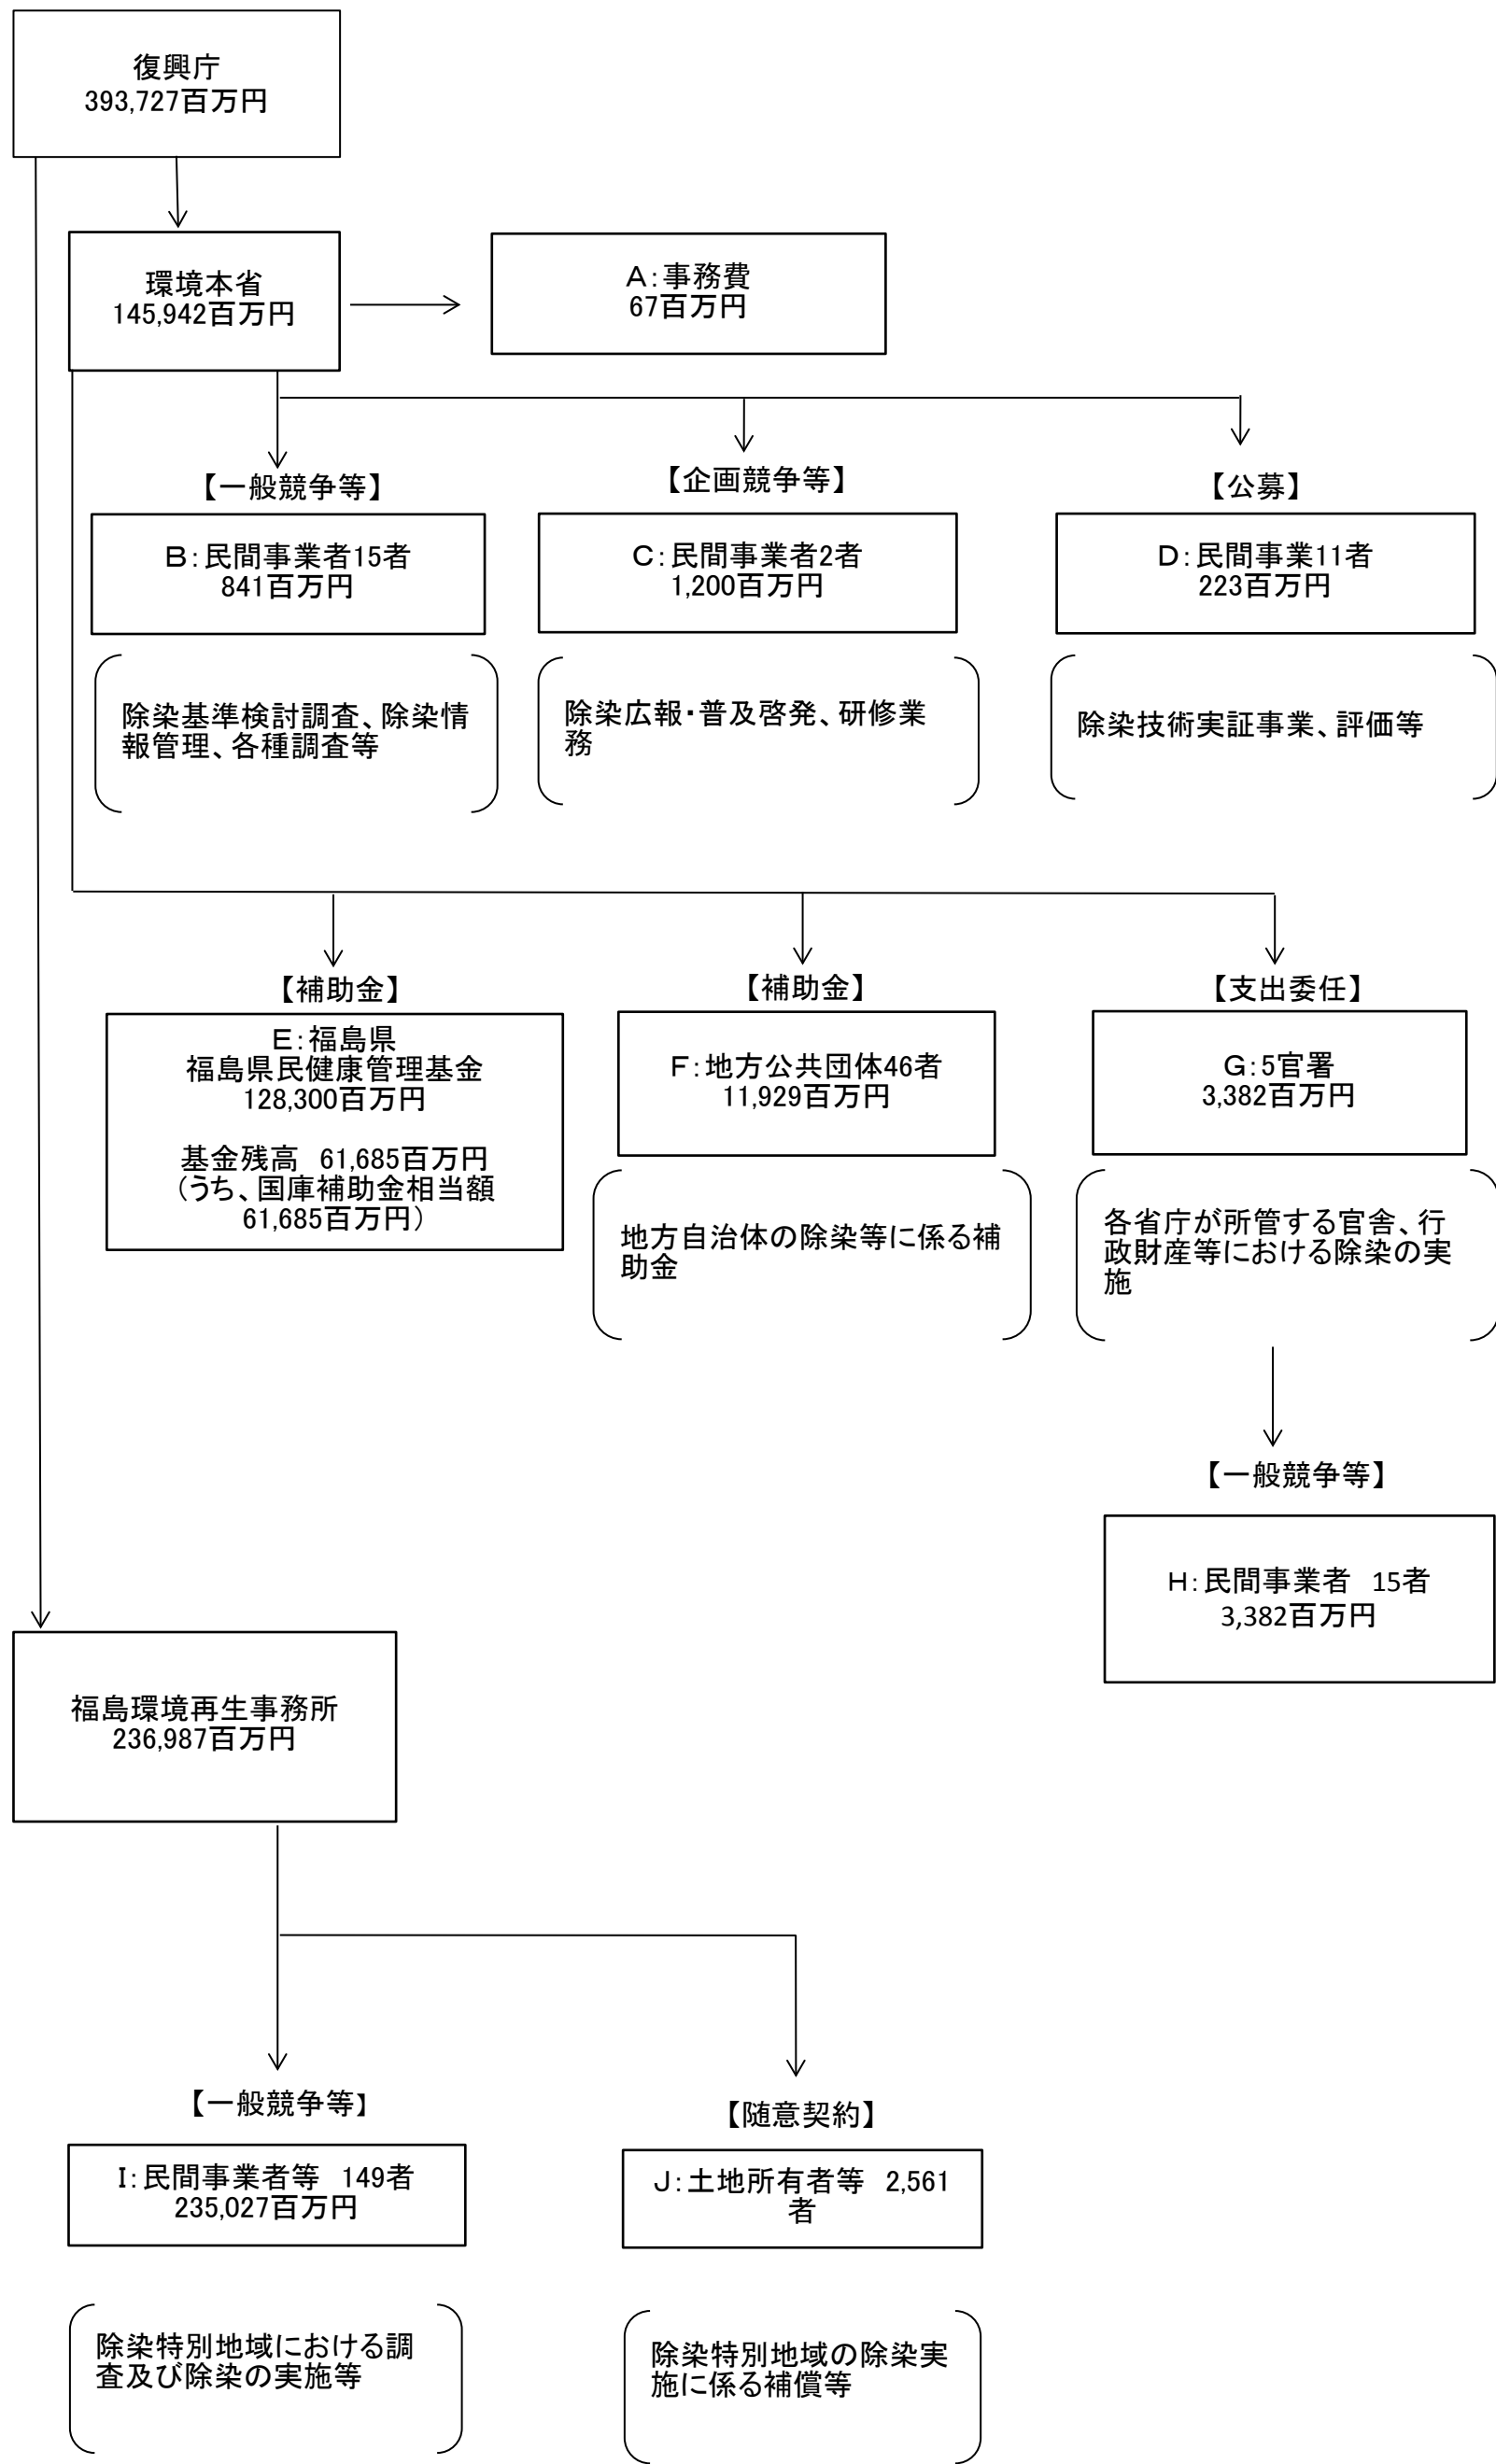 復興庁
393,727百万円
環境本省
145,942百万円
A:事務費
67百万円
【一般競争等】
【企画競争等】
【公募】
B:民間事業者15者
841百万円
C:民間事業者2者
1,200百万円
D:民間事業11者
223百万円
除染基準検討調査、除染情
報管理、各種調査等
除染広報・普及啓発、研修業
務
除染技術実証事業、評価等
【補助金】
【補助金】
【支出委任】
E:福島県
福島県民健康管理基金
128,300百万円
基金残高 61,685百万円
(うち、国庫補助金相当額
61,685百万円)
F:地方公共団体46者
11,929百万円
G:5官署
3,382百万円
地方自治体の除染等に係る補
助金
各省庁が所管する官舎、行
政財産等における除染の実
施
【一般競争等】
H:民間事業者 15者
3,382百万円
福島環境再生事務所
236,987百万円
【一般競争等】
【随意契約】
I:民間事業者等 149者
235,027百万円
J:土地所有者等 2,561
者
除染特別地域における調
査及び除染の実施等
除染特別地域の除染実
施に係る補償等